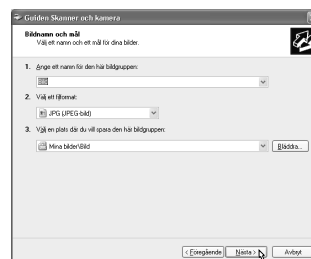 Guiden Skanner och kamera
Bildnamn och mål
Välj ett namn och ett mål för dina bilder.
1. Ange ett namn för den här bildgruppen:
2. Välj ett filformat:
JPG (JPEG-bild)
3. Välj en plats där du vill spara den här bildgruppen:
Mina bilder\Bild
Bläddra...
< Föregående
Nästa >
Avbryt